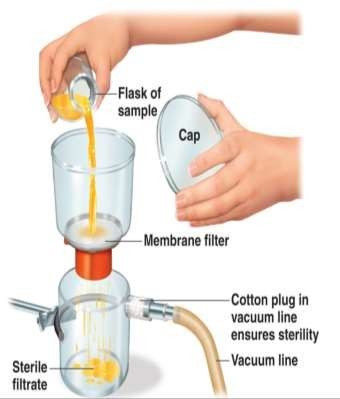 Flask of
sample
Cap
Membrane filter
Cotton plug in
vacuum line
ensures sterility
Vacuum line
Sterile
filtrate